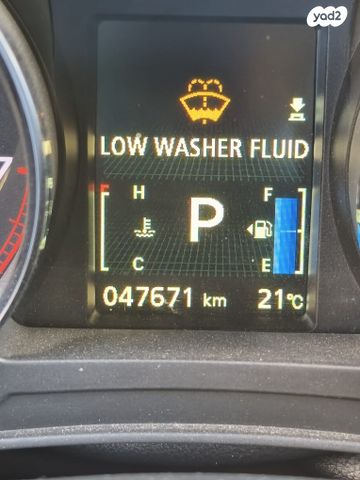 yad2
LOW WASHER FLUID
H F
P
C E
047671 km 21°C